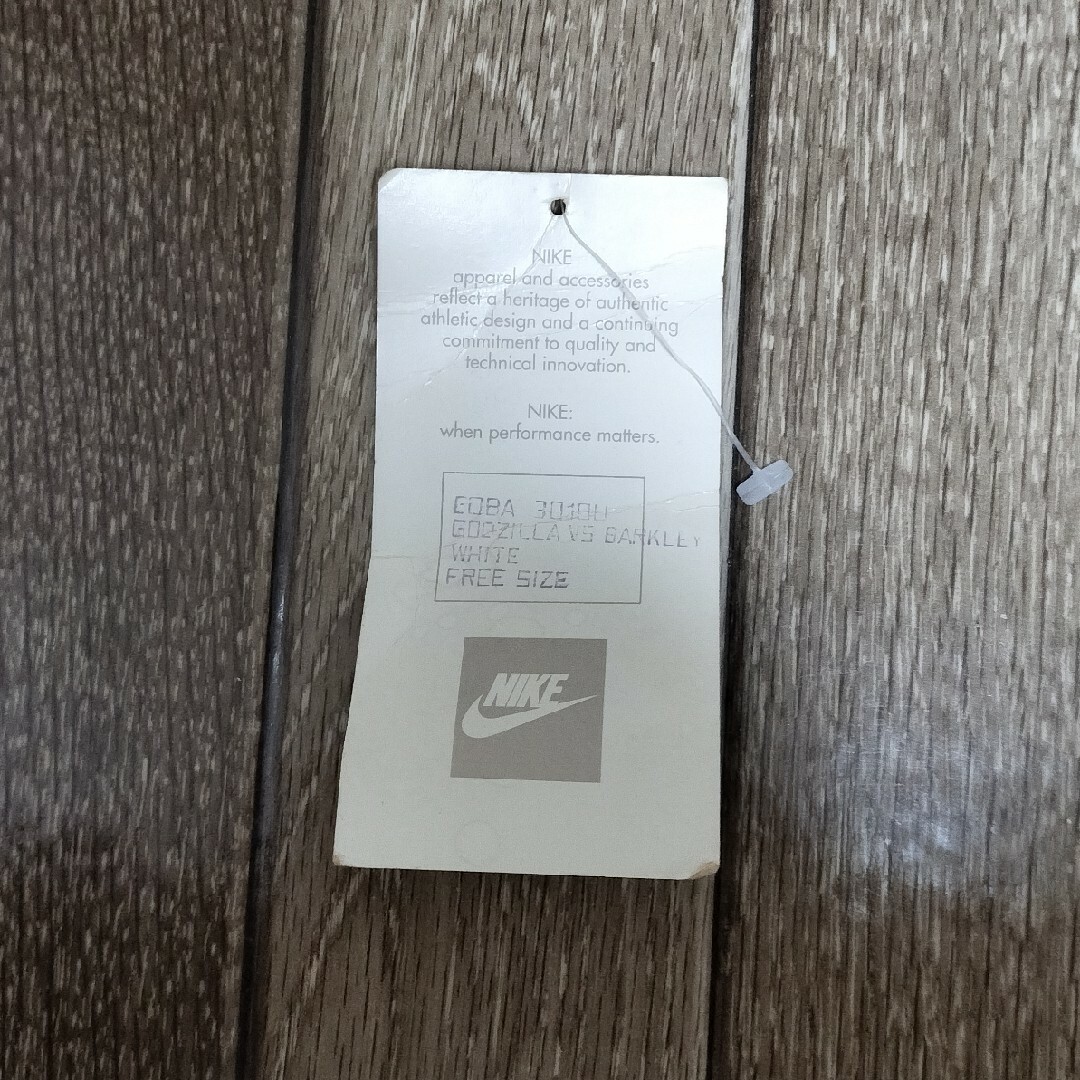 NIKE
apparel and accessories
reflect a heritage of authentic
athletic design and a continuing
commitment to quality and
technical innovation.
NIKE:
when performance matters.
GODZILLA VS BARKLEY
WHITE
FREE SIZE
NIKE